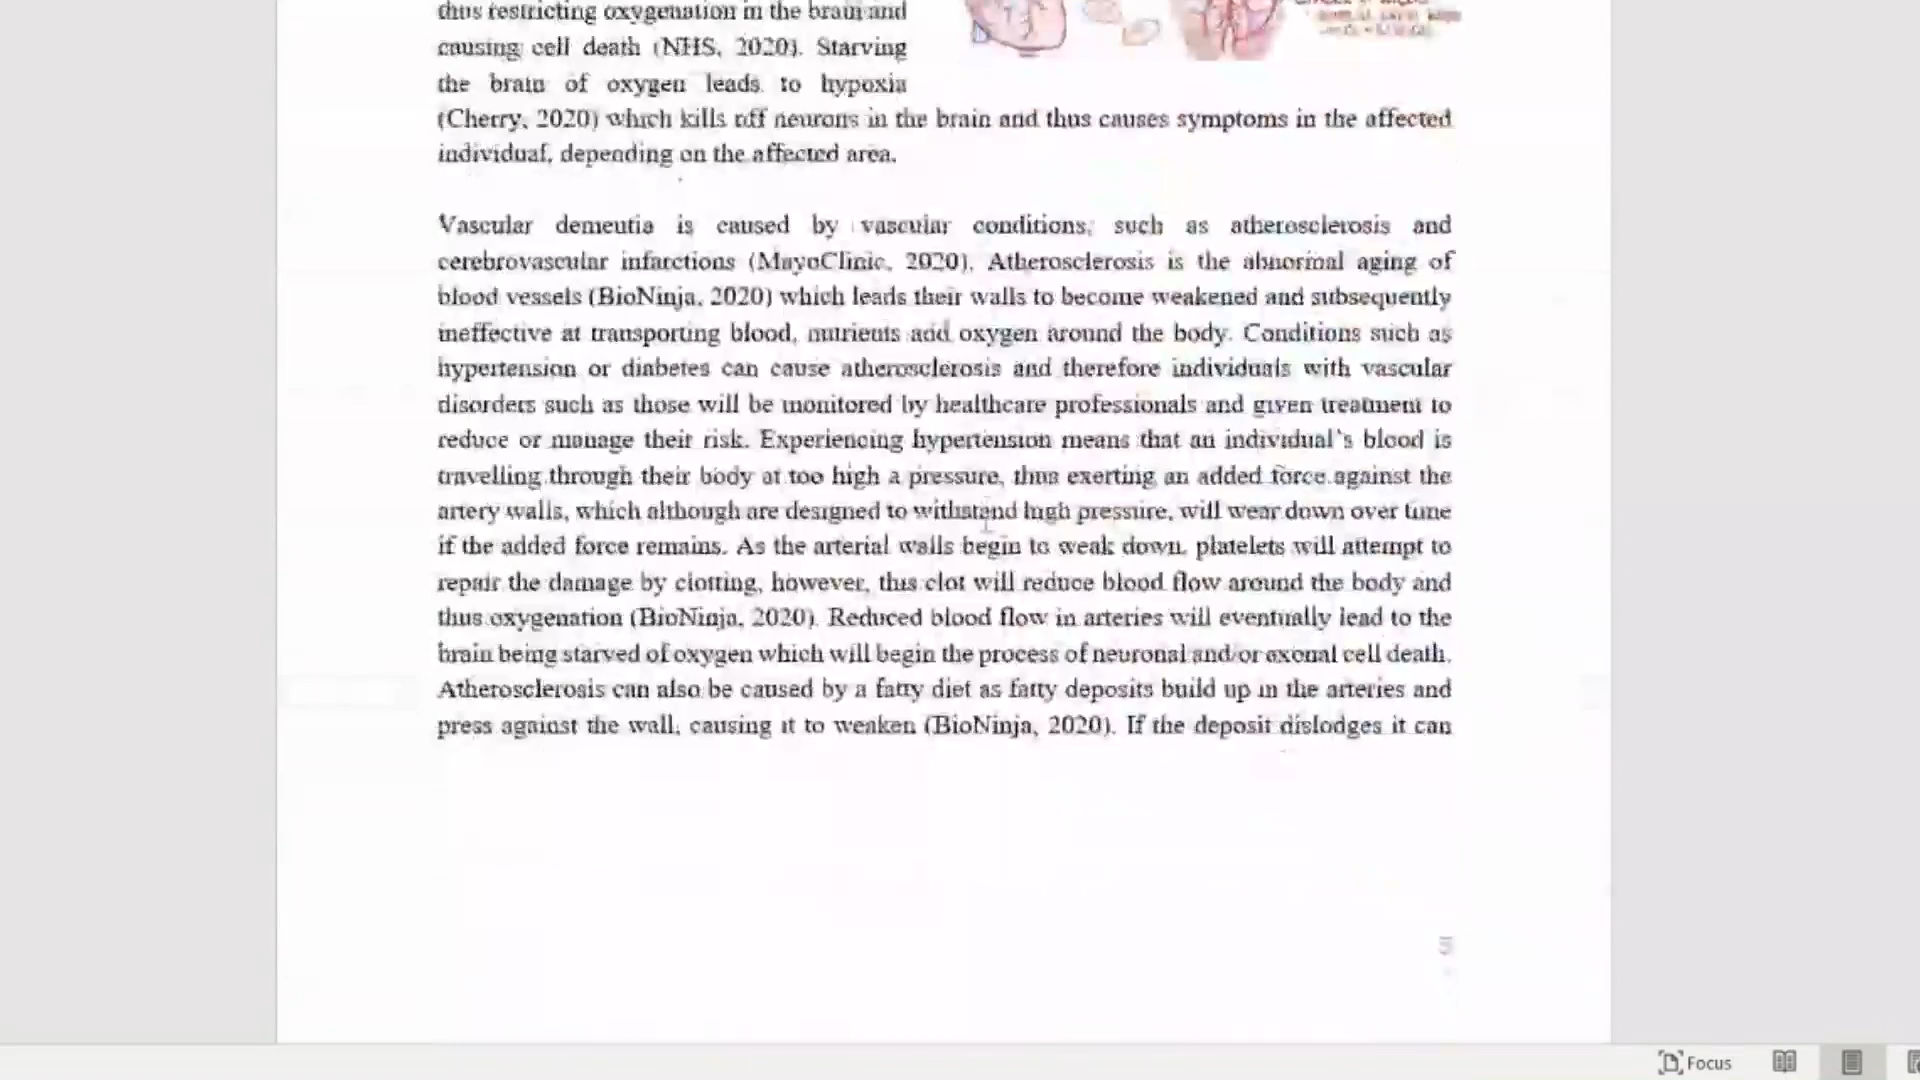 thus restricting oxygenation in the brain and
causing cell death (NHS, 2020). Starving
the brain of oxygen leads to hypoxia
(Cherry, 2020) which kills off neurons in the brain and thus causes symptoms in the affected
individual, depending on the affected area.
Vascular dementia is caused by vascular conditions, such as atherosclerosis and
cerebrovascular infarctions (MayoClinic, 2020). Atherosclerosis is the abnormal aging of
blood vessels (BioNinja, 2020) which leads their walls to become weakened and subsequently
ineffective at transporting blood, nutrients and oxygen around the body. Conditions such as
hypertension or diabetes can cause atherosclerosis and therefore individuals with vascular
disorders such as those will be monitored by healthcare professionals and given treatment to
reduce or manage their risk. Experiencing hypertension means that an individual's blood is
travelling through their body at too high a pressure, thus exerting an added force against the
artery walls, which although are designed to withstand high pressure, will wear down over time
if the added force remains. As the arterial walls begin to weak down, platelets will attempt to
repair the damage by clotting, however, this clot will reduce blood flow around the body and
thus oxygenation (BioNinja, 2020). Reduced blood flow in arteries will eventually lead to the
brain being starved of oxygen which will begin the process of neuronal and/or axonal cell death.
Atherosclerosis can also be caused by a fatty diet as fatty deposits build up in the arteries and
press against the wall, causing it to weaken (BioNinja, 2020). If the deposit dislodges it can
Focus